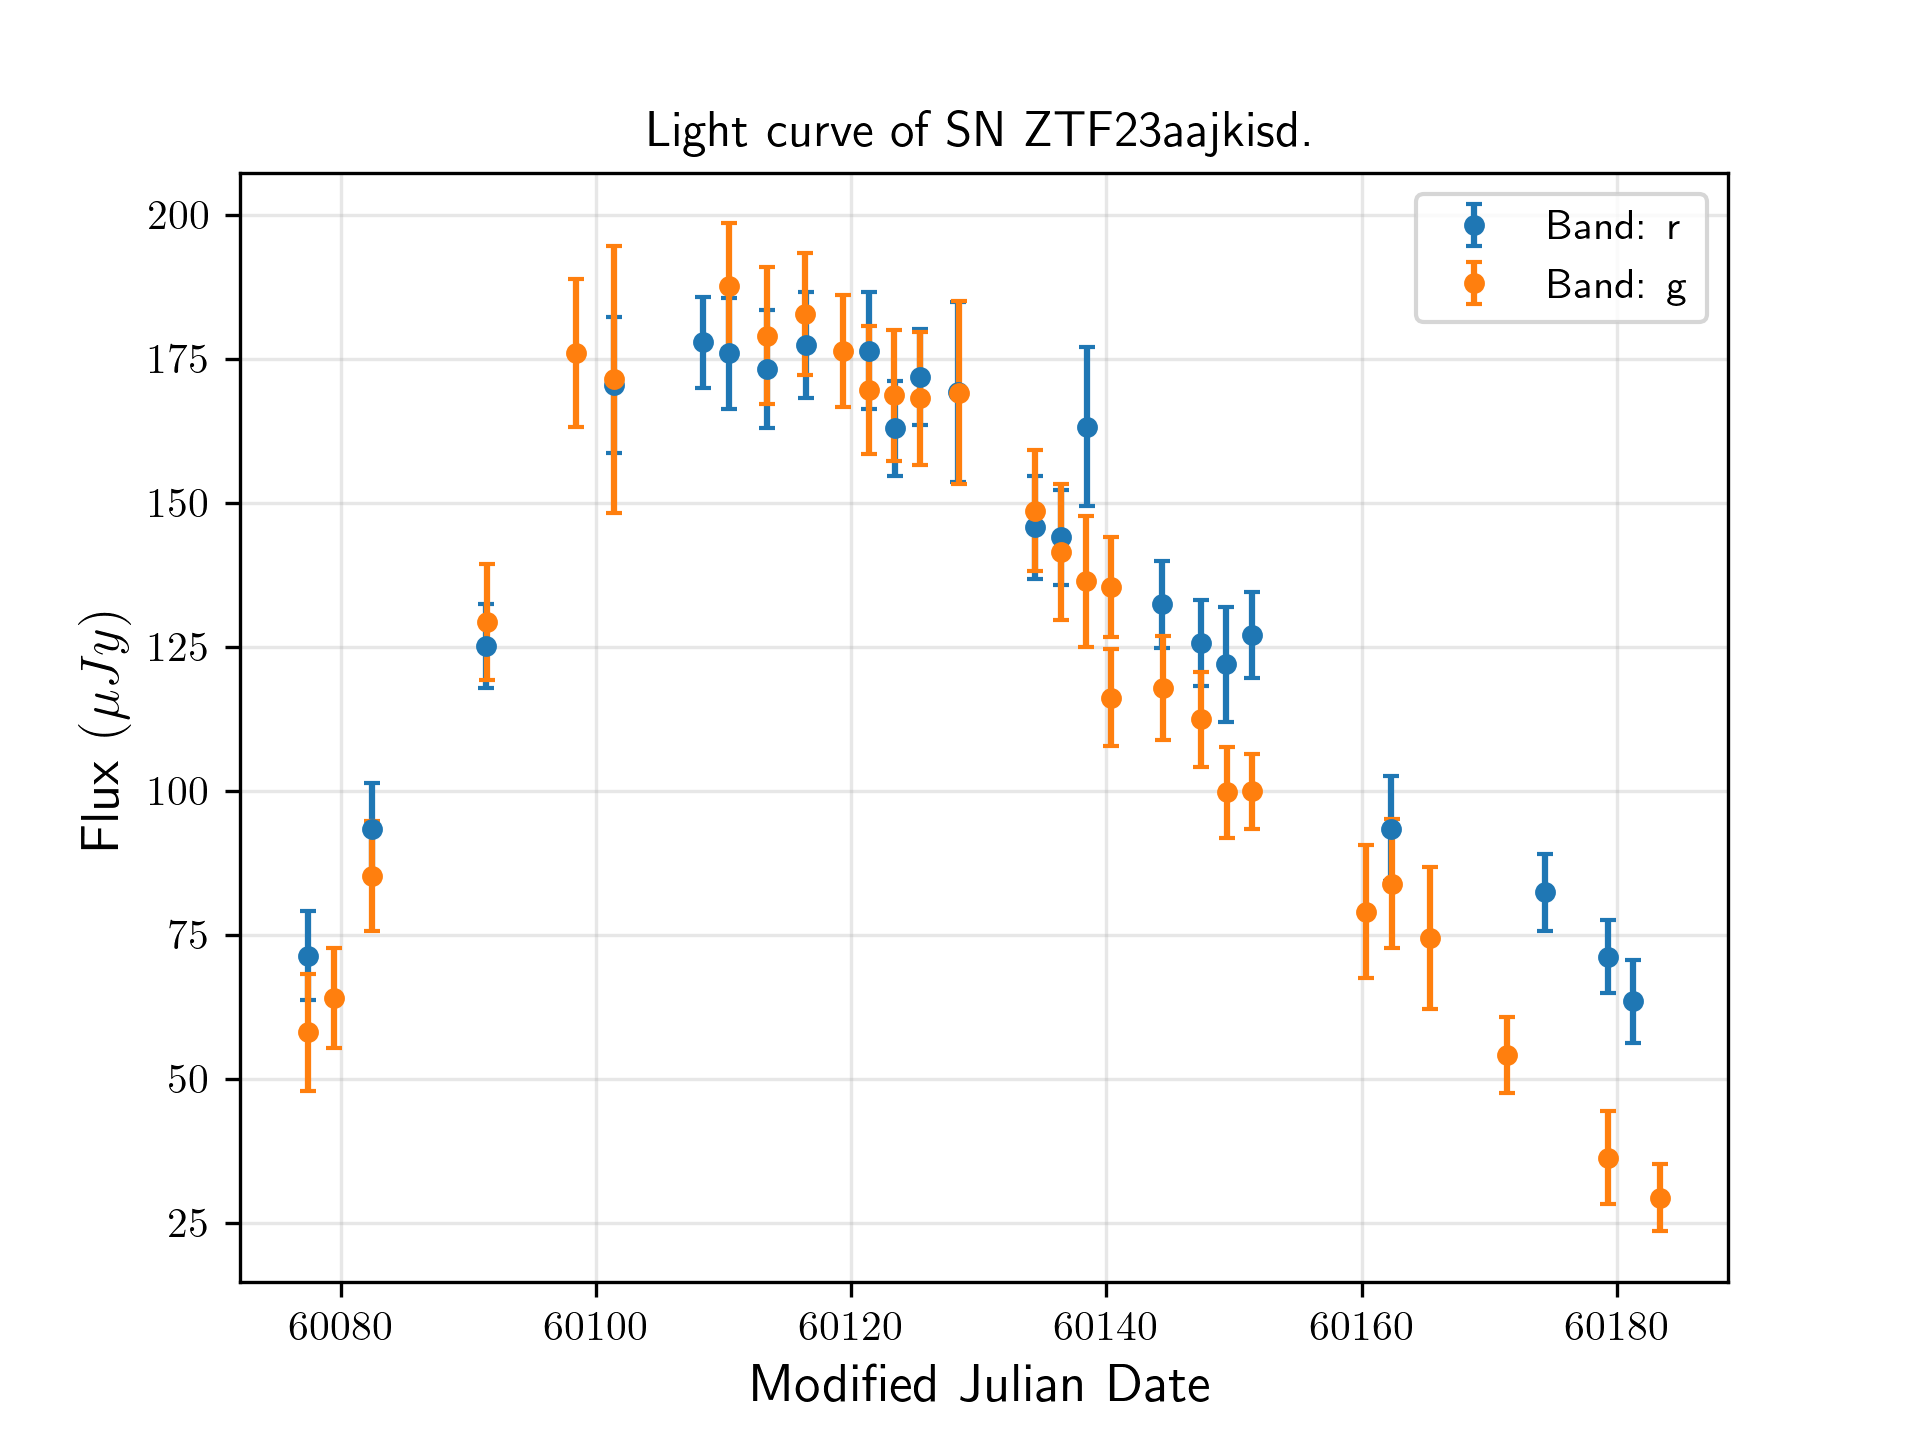 Light curve of SN ZTF23aajkisd.
Band: r
Band: g
200
175
150
125
100
75
50
25
Flux (μJy)
60080 60100 60120 60140 60160 60180
Modified Julian Date